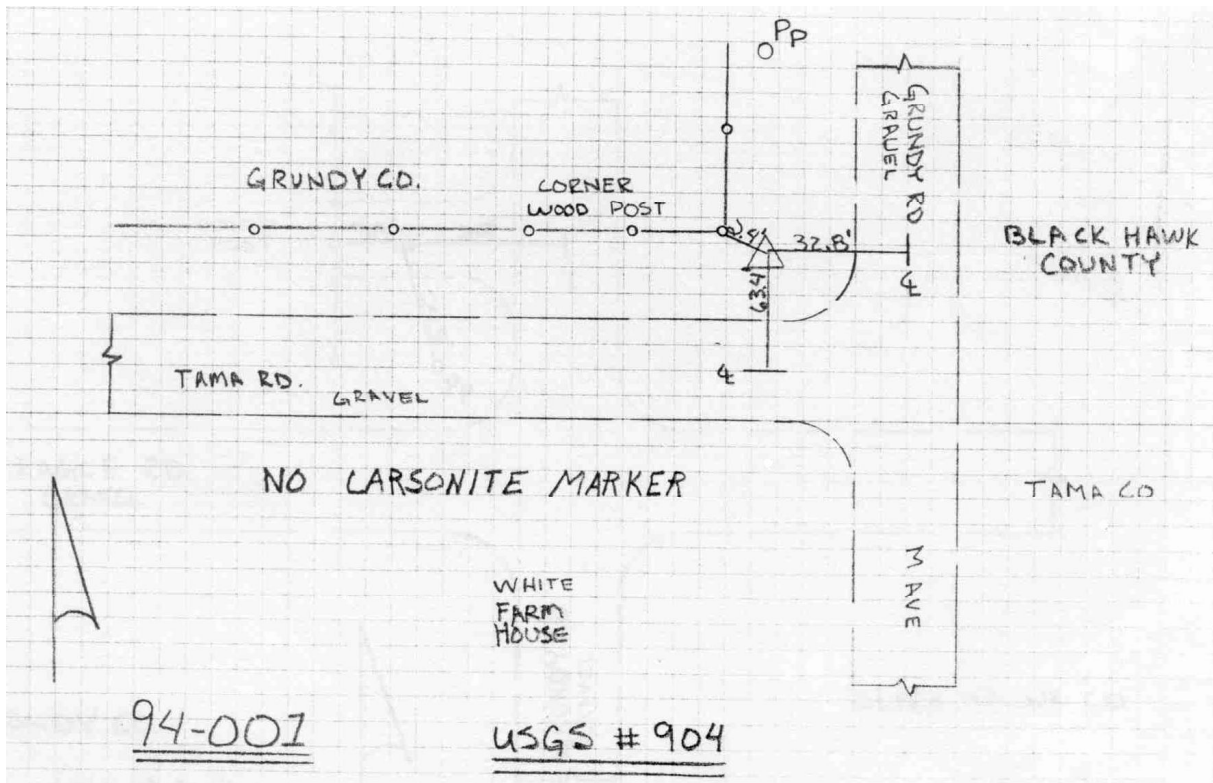 PP
GRUNDY RD
GRAVEL
GRUNDY CO.
CORNER
WOOD POST
32.8'
BLACK HAWK
COUNTY
63.4'
℄
℄
TAMA RD.
GRAVEL
NO CARSONITE MARKER
TAMA CO
M AVE
WHITE
FARM
HOUSE
94-001
USGS # 904